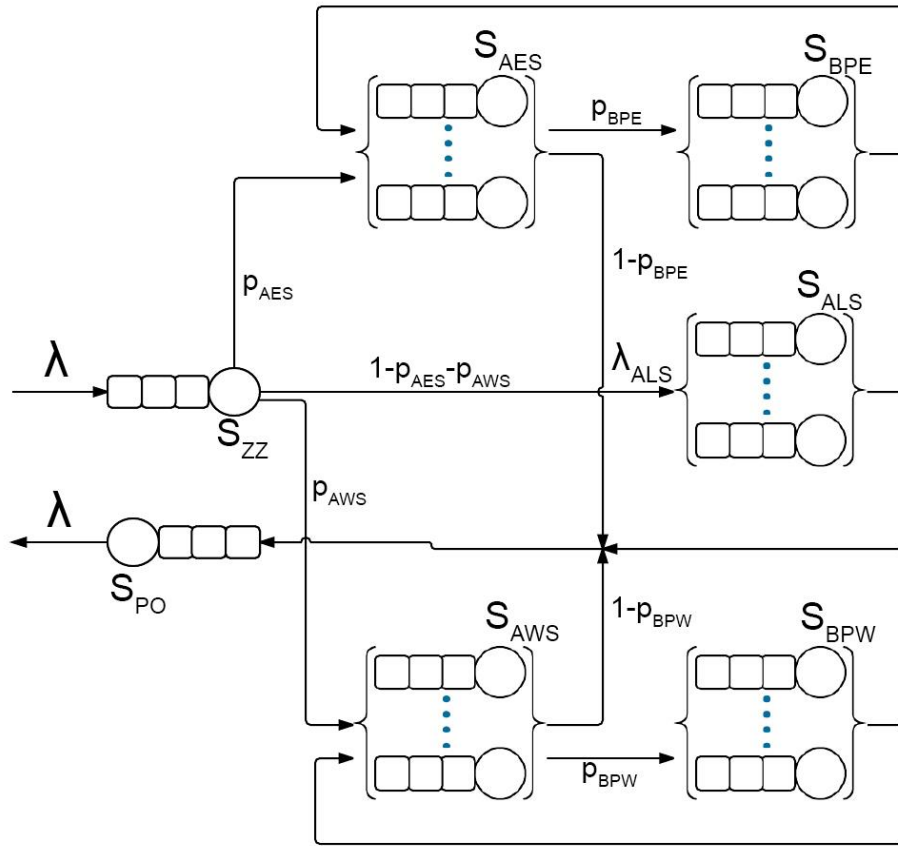 S_AES
S_BPE
p_BPE
1-p_BPE
p_AES
S_ALS
λ
1-p_AES-p_AWS
λ_ALS
S_ZZ
p_AWS
λ
S_PO
1-p_BPW
S_AWS
S_BPW
p_BPW